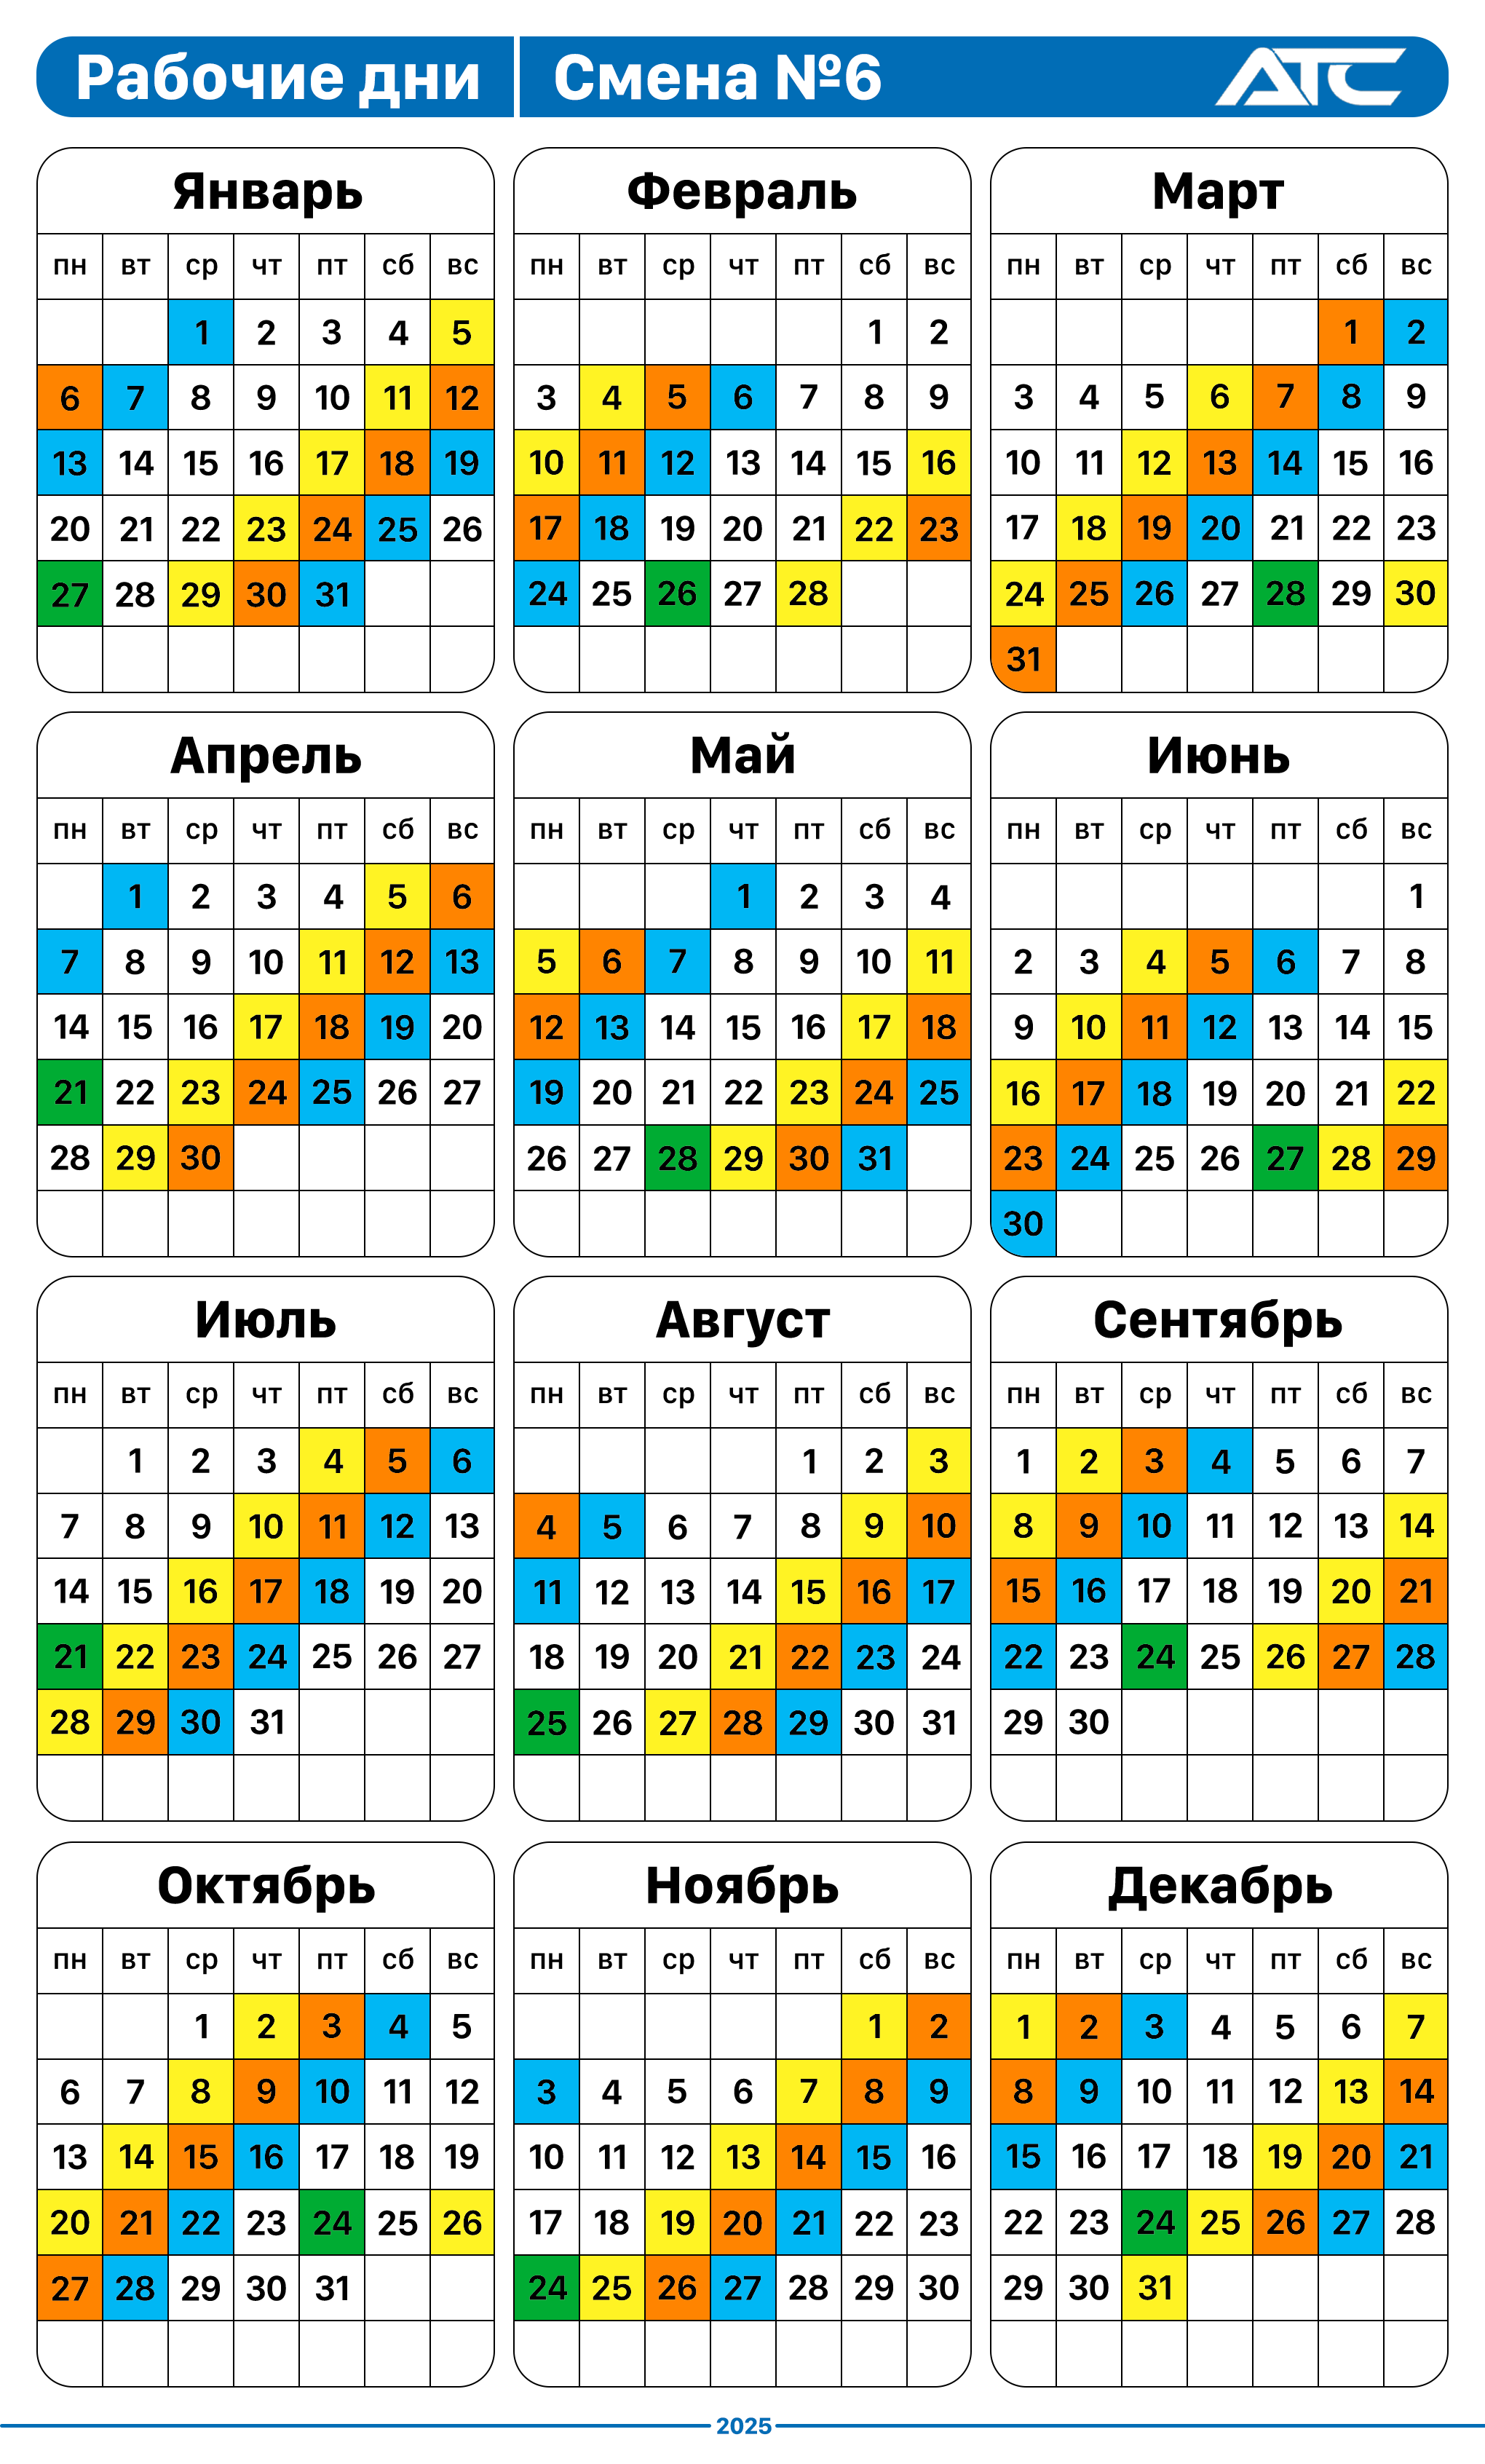 Рабочие дни Смена №6 АТС
Январь
пн вт ср чт пт сб вс
1 2 3 4 5
6 7 8 9 10 11 12
13 14 15 16 17 18 19
20 21 22 23 24 25 26
27 28 29 30 31
Февраль
пн вт ср чт пт сб вс
1 2
3 4 5 6 7 8 9
10 11 12 13 14 15 16
17 18 19 20 21 22 23
24 25 26 27 28
Март
пн вт ср чт пт сб вс
1 2
3 4 5 6 7 8 9
10 11 12 13 14 15 16
17 18 19 20 21 22 23
24 25 26 27 28 29 30
31
Апрель
пн вт ср чт пт сб вс
1 2 3 4 5 6
7 8 9 10 11 12 13
14 15 16 17 18 19 20
21 22 23 24 25 26 27
28 29 30
Май
пн вт ср чт пт сб вс
1 2 3 4
5 6 7 8 9 10 11
12 13 14 15 16 17 18
19 20 21 22 23 24 25
26 27 28 29 30 31
Июнь
пн вт ср чт пт сб вс
1
2 3 4 5 6 7 8
9 10 11 12 13 14 15
16 17 18 19 20 21 22
23 24 25 26 27 28 29
30
Июль
пн вт ср чт пт сб вс
1 2 3 4 5 6
7 8 9 10 11 12 13
14 15 16 17 18 19 20
21 22 23 24 25 26 27
28 29 30 31
Август
пн вт ср чт пт сб вс
1 2 3
4 5 6 7 8 9 10
11 12 13 14 15 16 17
18 19 20 21 22 23 24
25 26 27 28 29 30 31
Сентябрь
пн вт ср чт пт сб вс
1 2 3 4 5 6 7
8 9 10 11 12 13 14
15 16 17 18 19 20 21
22 23 24 25 26 27 28
29 30
Октябрь
пн вт ср чт пт сб вс
1 2 3 4 5
6 7 8 9 10 11 12
13 14 15 16 17 18 19
20 21 22 23 24 25 26
27 28 29 30 31
Ноябрь
пн вт ср чт пт сб вс
1 2
3 4 5 6 7 8 9
10 11 12 13 14 15 16
17 18 19 20 21 22 23
24 25 26 27 28 29 30
Декабрь
пн вт ср чт пт сб вс
1 2 3 4 5 6 7
8 9 10 11 12 13 14
15 16 17 18 19 20 21
22 23 24 25 26 27 28
29 30 31
2025